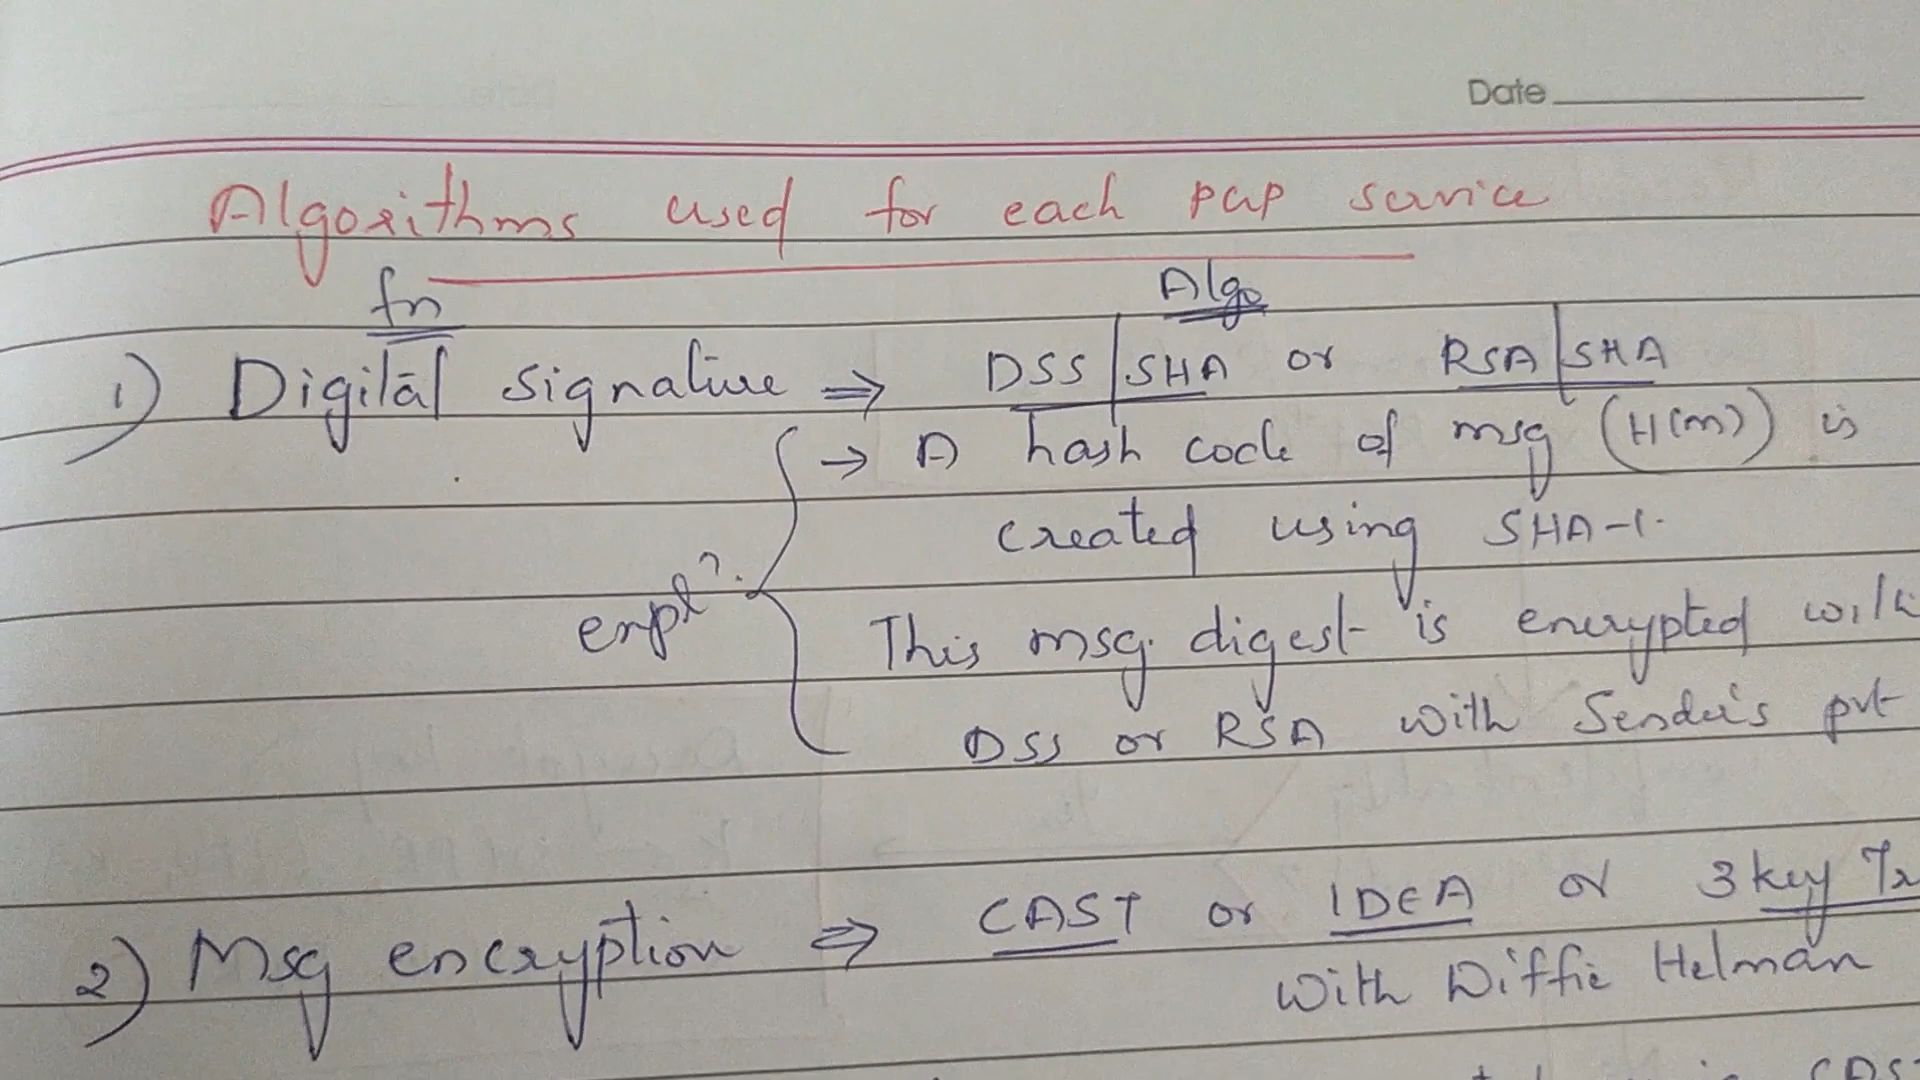 Date
Algorithms used for each PGP service
fn Algo
1) Digital signature ⇒ DSS|SHA or RSA|SHA
→ A hash code of msg (H(m)) is
created using SHA-1.
expln.
This msg. digest is encrypted with
DSS or RSA with Sender's pvt
2) Msg encryption ⇒ CAST or IDEA or 3 key
with Diffie Helman